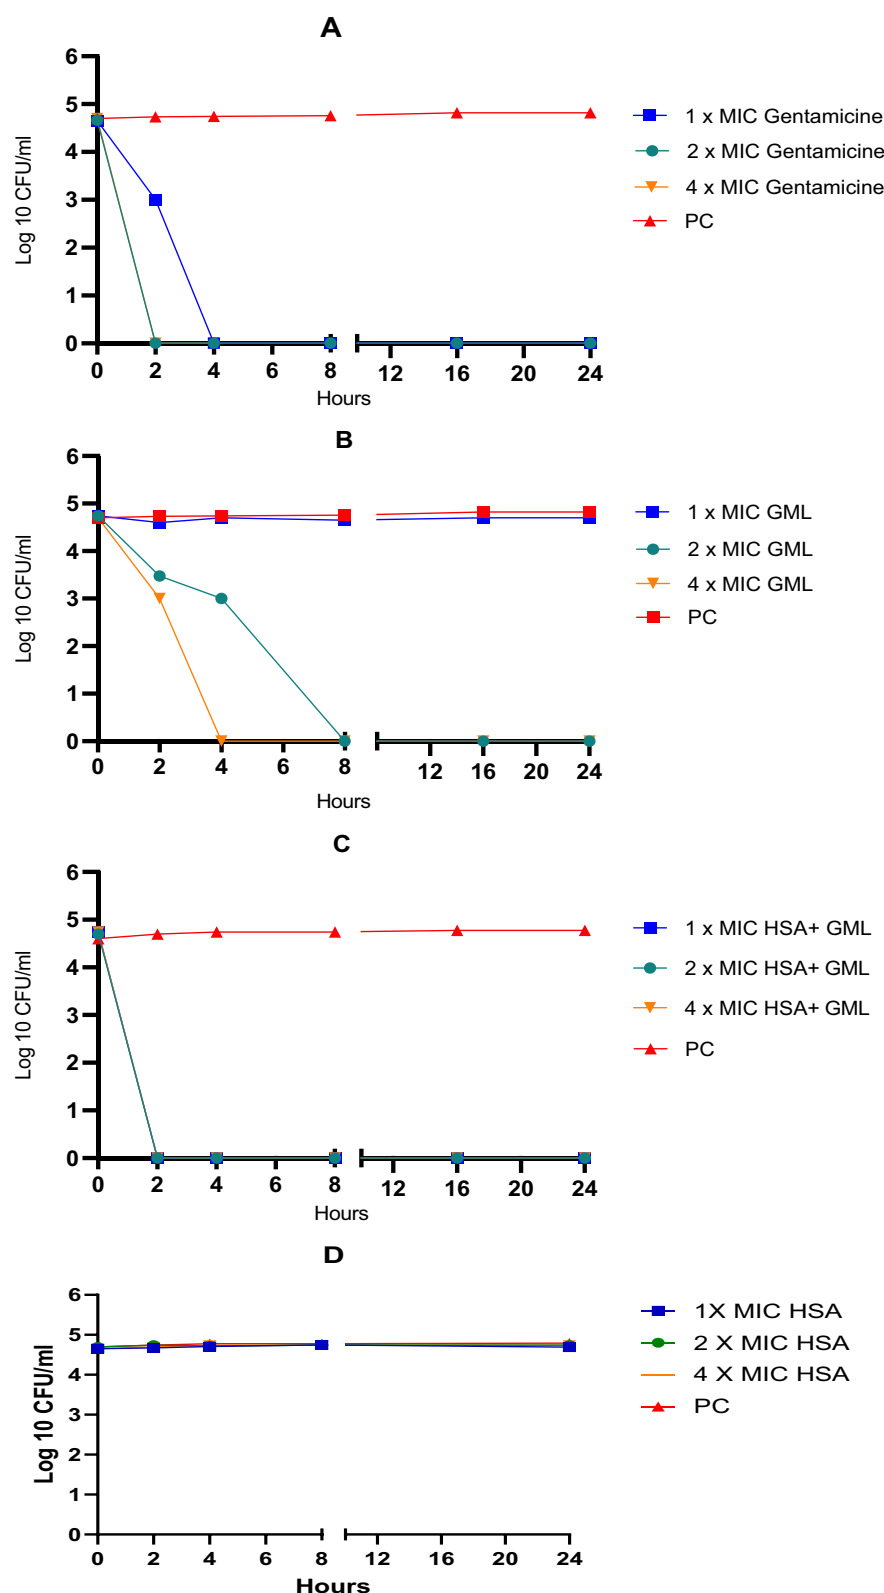 A
6
5
4
3
2
1
0
Log 10 CFU/ml
0 2 4 6 8 12 16 20 24
Hours
1 x MIC Gentamicine
2 x MIC Gentamicine
4 x MIC Gentamicine
PC
B
6
5
4
3
2
1
0
Log 10 CFU/ml
0 2 4 6 8 12 16 20 24
Hours
1 x MIC GML
2 x MIC GML
4 x MIC GML
PC
C
6
5
4
3
2
1
0
Log 10 CFU/ml
0 2 4 6 8 12 16 20 24
Hours
1 x MIC HSA+ GML
2 x MIC HSA+ GML
4 x MIC HSA+ GML
PC
D
6
5
4
3
2
1
0
Log 10 CFU/ml
0 2 4 6 8 12 16 20 24
Hours
1X MIC HSA
2 X MIC HSA
4 X MIC HSA
PC